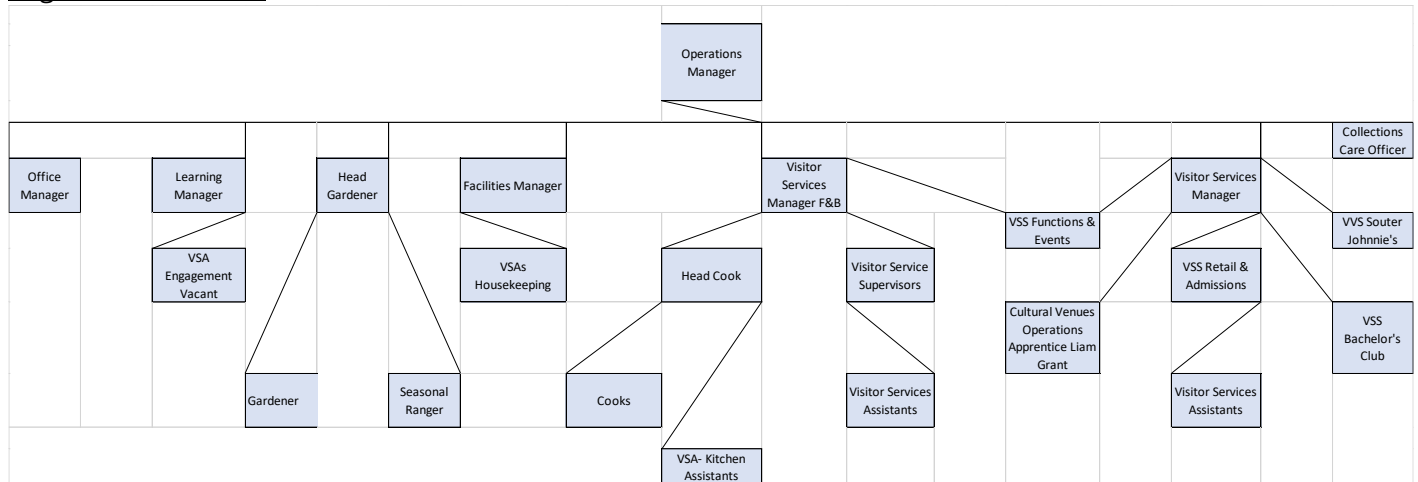 Operations
Manager
Collections
Care Officer
Office
Manager
Learning
Manager
Head
Gardener
Facilities Manager
Visitor
Services
Manager F&B
Visitor Services
Manager
VSS Functions &
Events
VVS Souter
Johnnie's
VSA
Engagement
Vacant
VSAs
Housekeeping
Head Cook
Visitor Service
Supervisors
VSS Retail &
Admissions
Cultural Venues
Operations
Apprentice Liam
Grant
VSS
Bachelor's
Club
Gardener
Seasonal
Ranger
Cooks
Visitor Services
Assistants
Visitor Services
Assistants
VSA- Kitchen
Assistants